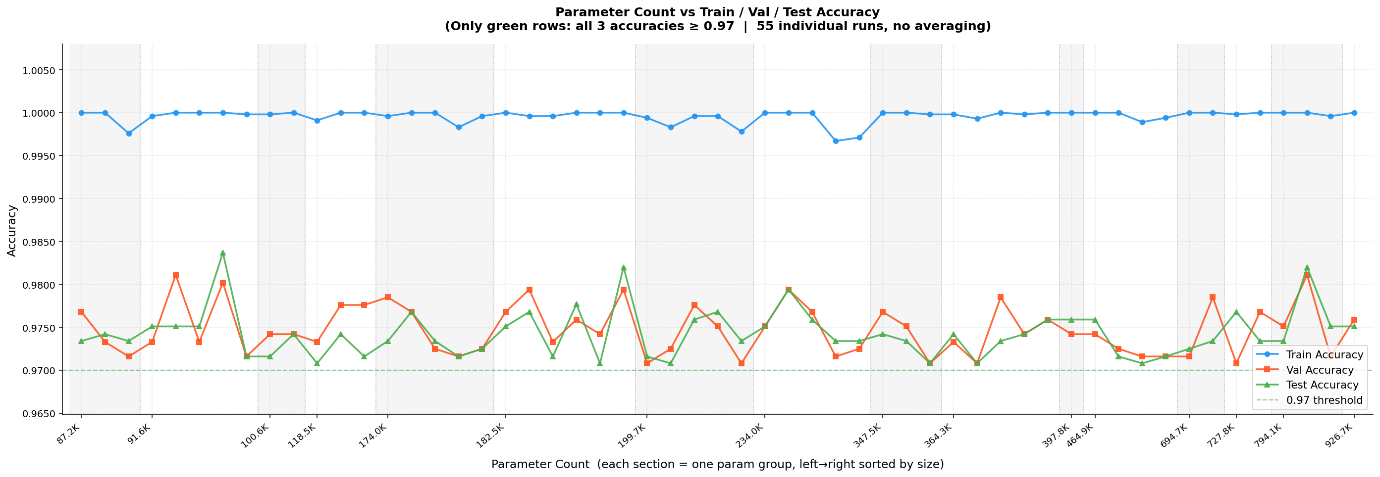 Parameter Count vs Train / Val / Test Accuracy
(Only green rows: all 3 accuracies ≥ 0.97 | 55 individual runs, no averaging)
Accuracy
1.0050
1.0000
0.9950
0.9900
0.9850
0.9800
0.9750
0.9700
0.9650
Train Accuracy
Val Accuracy
Test Accuracy
0.97 threshold
87.2K
91.6K
100.6K
118.5K
174.0K
182.5K
199.7K
234.0K
347.5K
364.3K
397.8K
464.9K
694.7K
727.8K
794.1K
926.7K
Parameter Count (each section = one param group, left→right sorted by size)